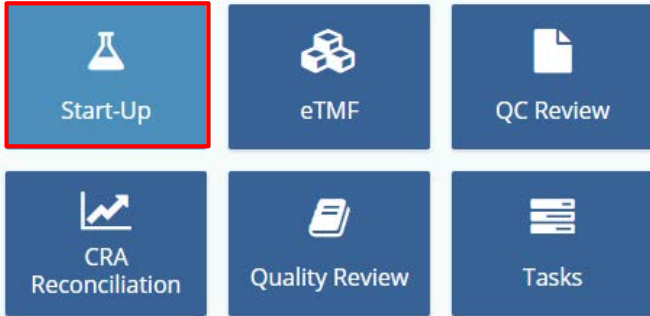 Start-Up
eTMF
QC Review
CRA
Reconciliation
Quality Review
Tasks